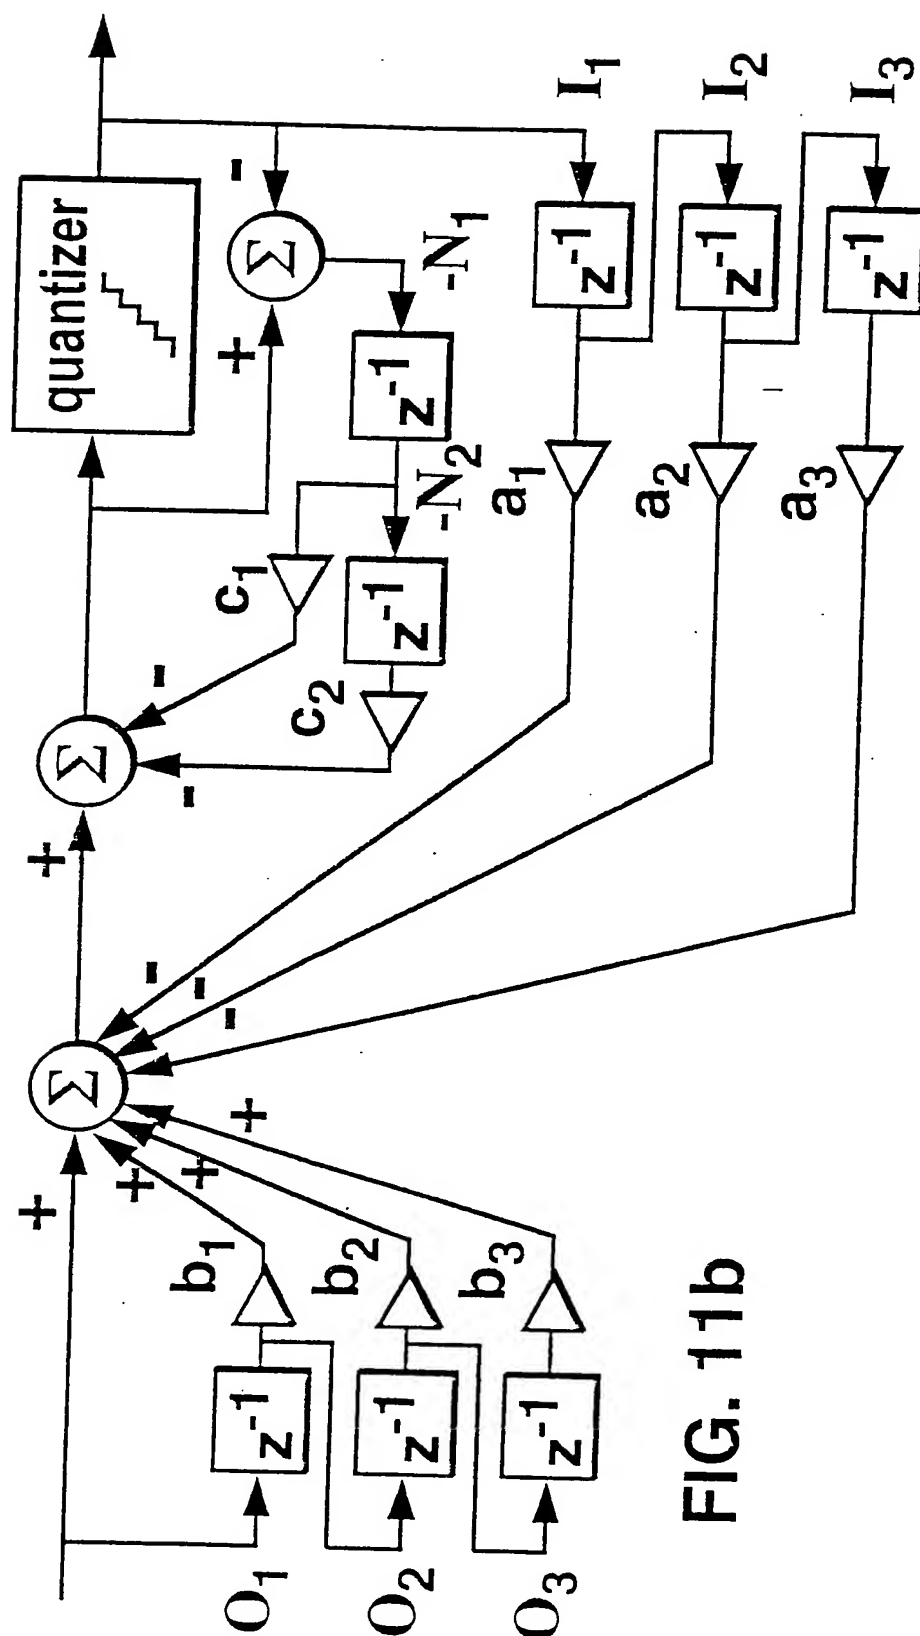 quantizer
+
+
-
-
-
+
Σ
Σ
Σ
-N₁
-N₂
c₁
c₂
z⁻¹
z⁻¹
+
+
+
-
-
-
O₁
z⁻¹
b₁
a₁
z⁻¹
I₁
O₂
z⁻¹
b₂
a₂
z⁻¹
I₂
O₃
z⁻¹
b₃
a₃
z⁻¹
I₃
FIG. 11b